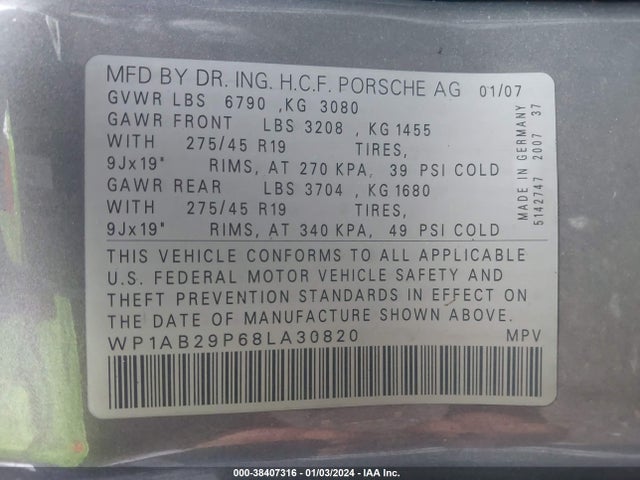 MFD BY DR. ING. H.C.F. PORSCHE AG 01/07
GVWR LBS 6790 ,KG 3080
GAWR FRONT LBS 3208 , KG 1455
WITH 275/45 R19 TIRES,
9Jx19" RIMS, AT 270 KPA, 39 PSI COLD
GAWR REAR LBS 3704 , KG 1680
WITH 275/45 R19 TIRES,
9Jx19" RIMS, AT 340 KPA, 49 PSI COLD
MADE IN GERMANY
5142747 2007 37
THIS VEHICLE CONFORMS TO ALL APPLICABLE
U.S. FEDERAL MOTOR VEHICLE SAFETY AND
THEFT PREVENTION STANDARDS IN EFFECT ON
THE DATE OF MANUFACTURE SHOWN ABOVE.
WP1AB29P68LA30820 MPV
000-38407316 - 01/03/2024 - IAA Inc.